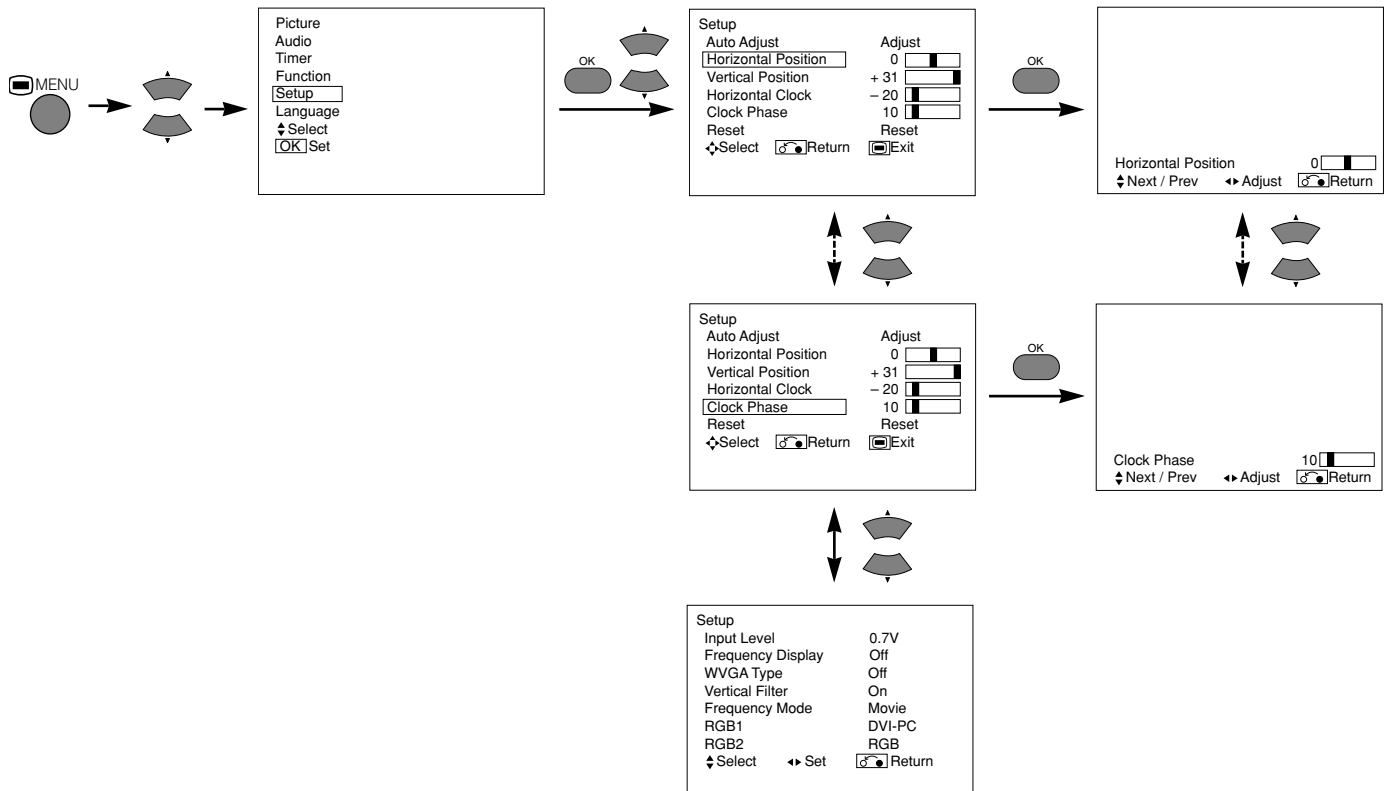 MENU
Picture
Audio
Timer
Function
Setup
Language
Select
OK Set
OK
Setup
Auto Adjust Adjust
Horizontal Position 0
Vertical Position + 31
Horizontal Clock – 20
Clock Phase 10
Reset Reset
Select Return Exit
OK
Horizontal Position 0
Next / Prev Adjust Return
Setup
Auto Adjust Adjust
Horizontal Position 0
Vertical Position + 31
Horizontal Clock – 20
Clock Phase 10
Reset Reset
Select Return Exit
OK
Clock Phase 10
Next / Prev Adjust Return
Setup
Input Level 0.7V
Frequency Display Off
WVGA Type Off
Vertical Filter On
Frequency Mode Movie
RGB1 DVI-PC
RGB2 RGB
Select Set Return